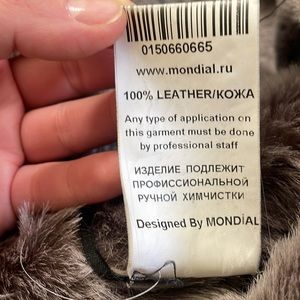 0150660665
www.mondial.ru
100% LEATHER/КОЖА
Any type of application on
this garment must be done
by professional staff
ИЗДЕЛИЕ ПОДЛЕЖИТ
ПРОФЕССИОНАЛЬНОЙ
РУЧНОЙ ХИМЧИСТКИ
Designed By MONDIAL